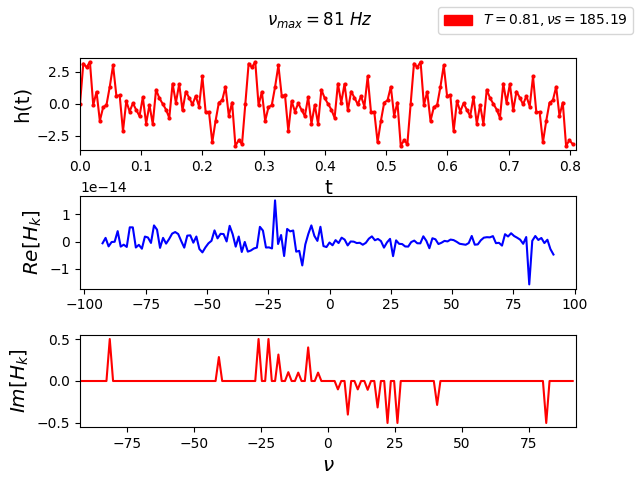 ν_max = 81 Hz
T = 0.81, νs = 185.19
h(t)
2.5
0.0
−2.5
0.0 0.1 0.2 0.3 0.4 0.5 0.6 0.7 0.8
t
1e−14
Re[H_k]
1
0
−1
−100 −75 −50 −25 0 25 50 75 100
Im[H_k]
0.5
0.0
−0.5
−75 −50 −25 0 25 50 75
ν